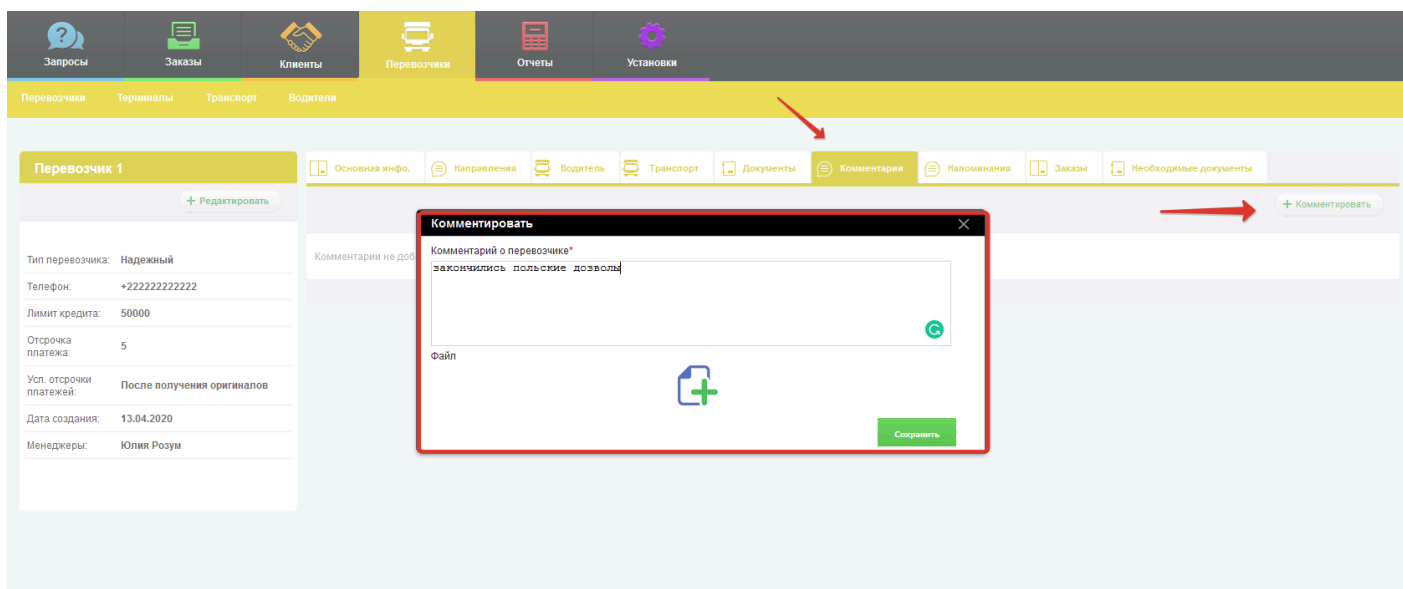 Запросы
Заказы
Клиенты
Перевозчики
Отчеты
Установки
Перевозчики
Терминалы
Транспорт
Водители
Перевозчик 1
+ Редактировать
Тип перевозчика: Надежный
Телефон: +222222222222
Лимит кредита: 50000
Отсрочка
платежа: 5
Усл. отсрочки
платежей: После получения оригиналов
Дата создания: 13.04.2020
Менеджеры: Юлия Розум
Основная инфо.
Направления
Водитель
Транспорт
Документы
Комментарии
Напоминания
Заказы
Необходимые документы
+ Комментировать
Комментарии не доб
Комментировать
Комментарий о перевозчике*
закончились польские дозволы
Файл
Сохранить